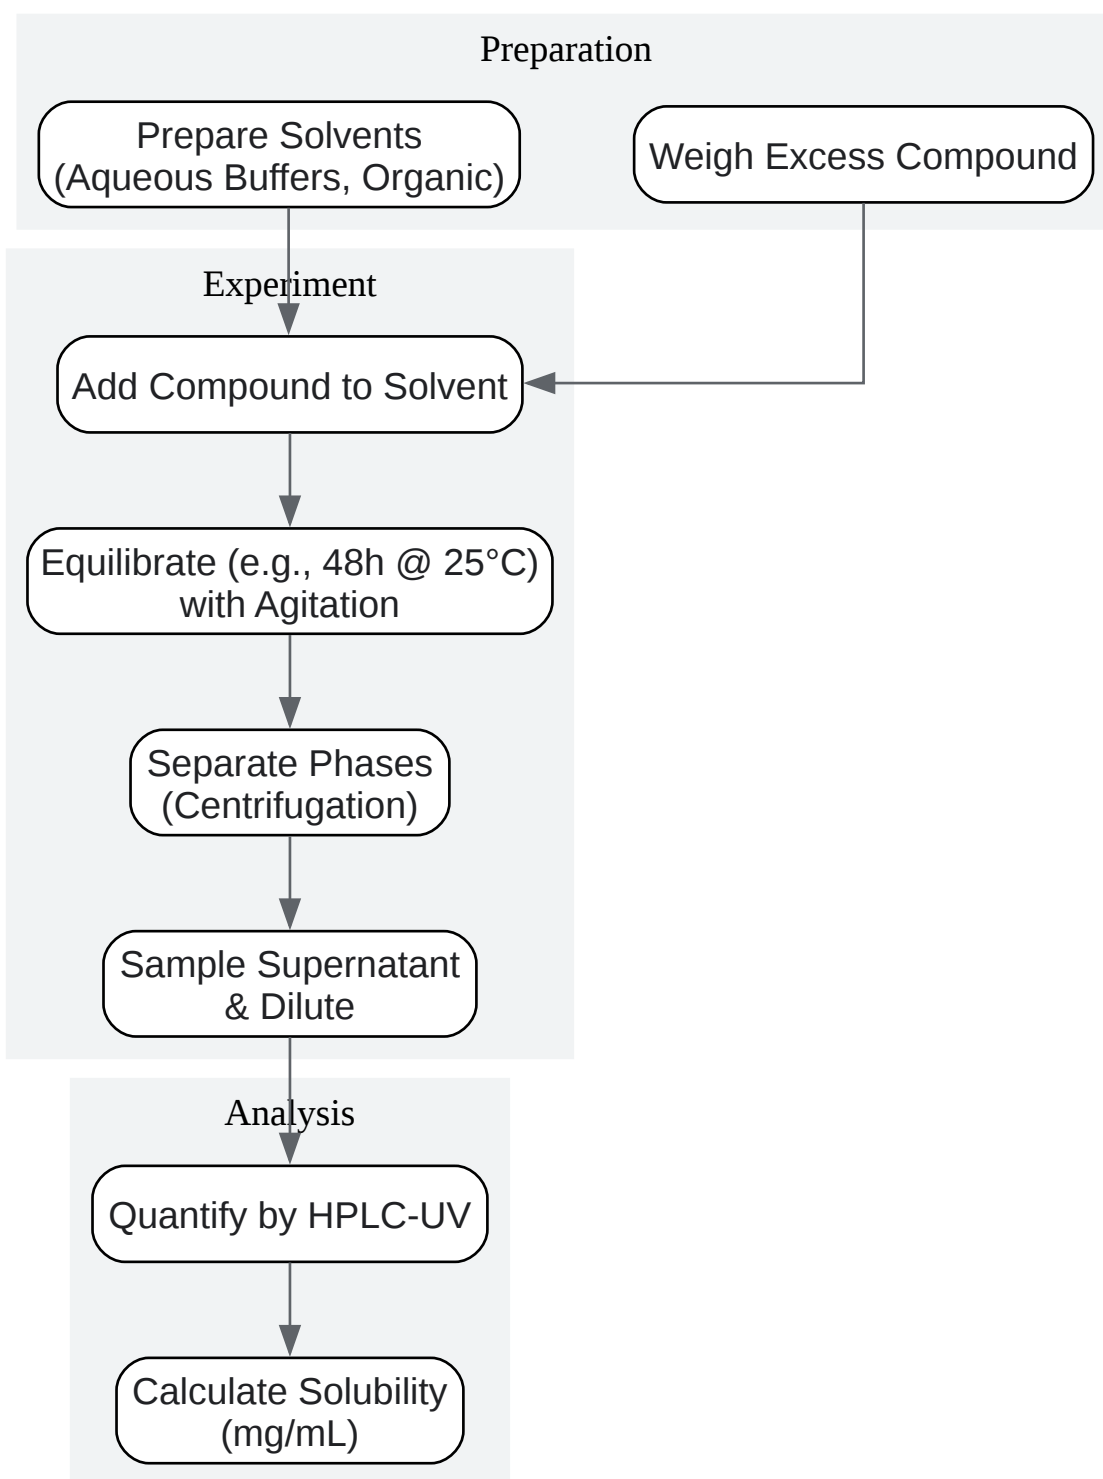 Preparation
Prepare Solvents
(Aqueous Buffers, Organic)
Weigh Excess Compound
Experiment
Add Compound to Solvent
Equilibrate (e.g., 48h @ 25°C)
with Agitation
Separate Phases
(Centrifugation)
Sample Supernatant
& Dilute
Analysis
Quantify by HPLC-UV
Calculate Solubility
(mg/mL)